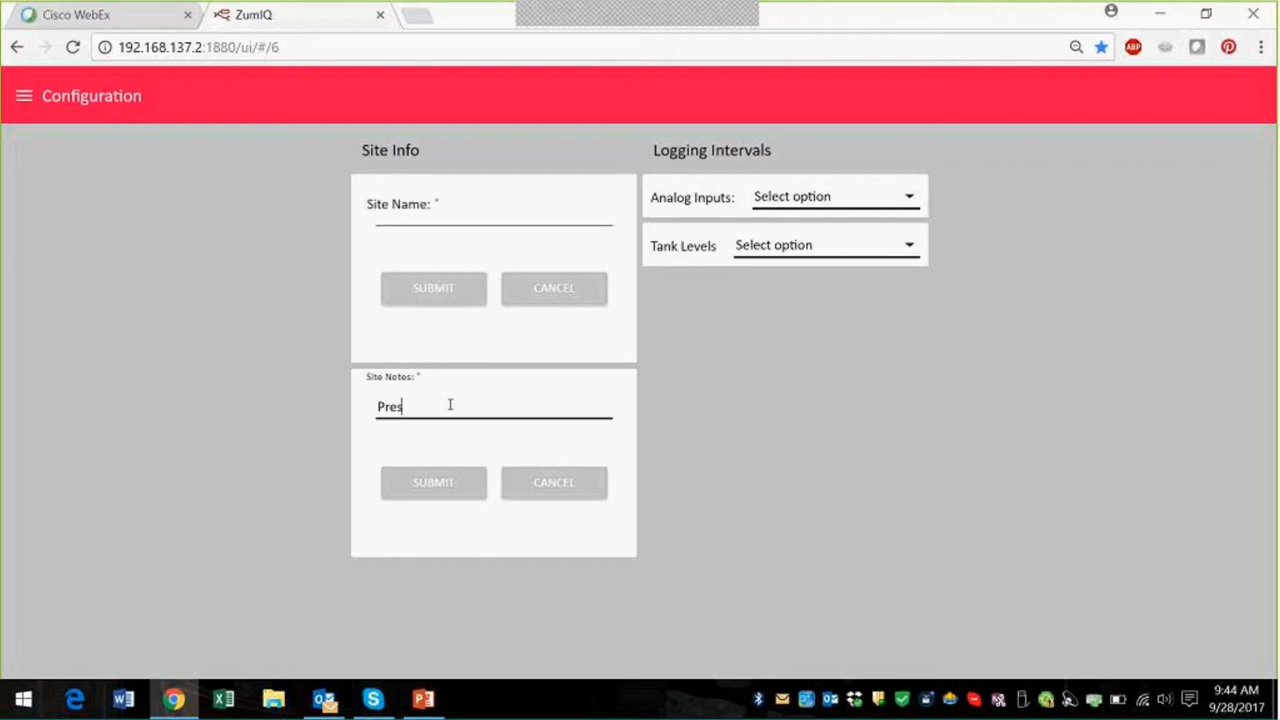 Cisco WebEx
ZumIQ
192.168.137.2:1880/ui/#/6
ABP
Configuration
Site Info
Logging Intervals
Site Name: *
Analog Inputs: Select option
Tank Levels Select option
SUBMIT CANCEL
Site Notes: *
Pres
SUBMIT CANCEL
9:44 AM
9/28/2017